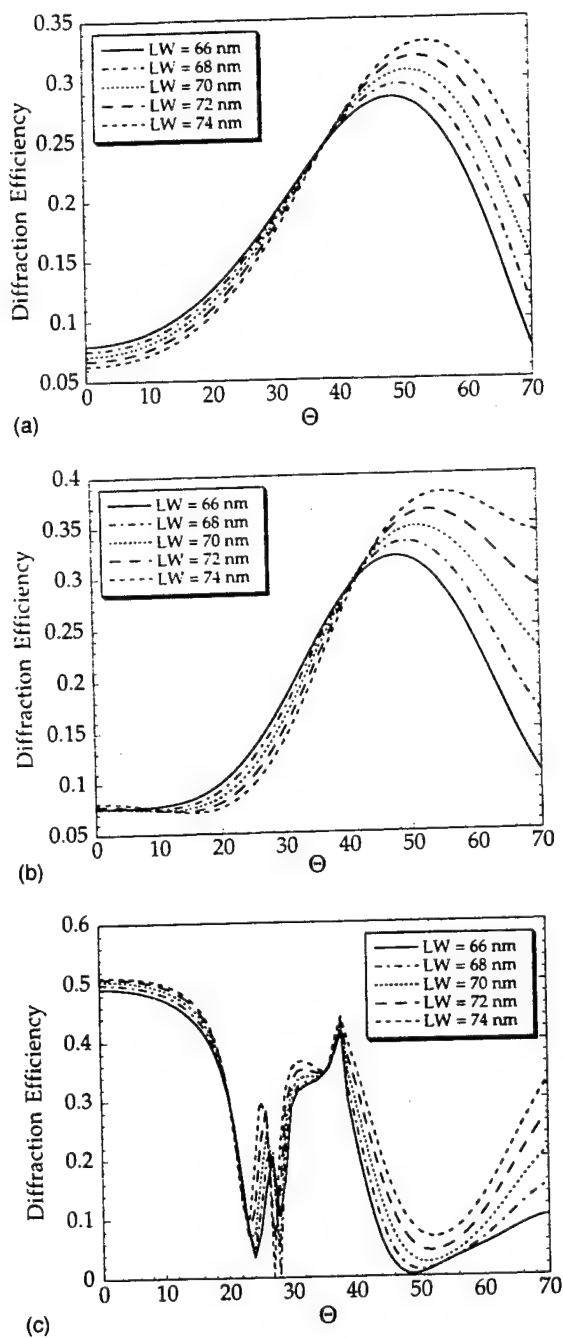 0.35
0.3
0.25
0.2
0.15
0.1
0.05
Diffraction Efficiency
LW = 66 nm
LW = 68 nm
LW = 70 nm
LW = 72 nm
LW = 74 nm
0 10 20 30 40 50 60 70
Θ
(a)
0.4
0.35
0.3
0.25
0.2
0.15
0.1
0.05
Diffraction Efficiency
LW = 66 nm
LW = 68 nm
LW = 70 nm
LW = 72 nm
LW = 74 nm
0 10 20 30 40 50 60 70
Θ
(b)
0.6
0.5
0.4
0.3
0.2
0.1
0
Diffraction Efficiency
LW = 66 nm
LW = 68 nm
LW = 70 nm
LW = 72 nm
LW = 74 nm
0 10 20 30 40 50 60 70
Θ
(c)